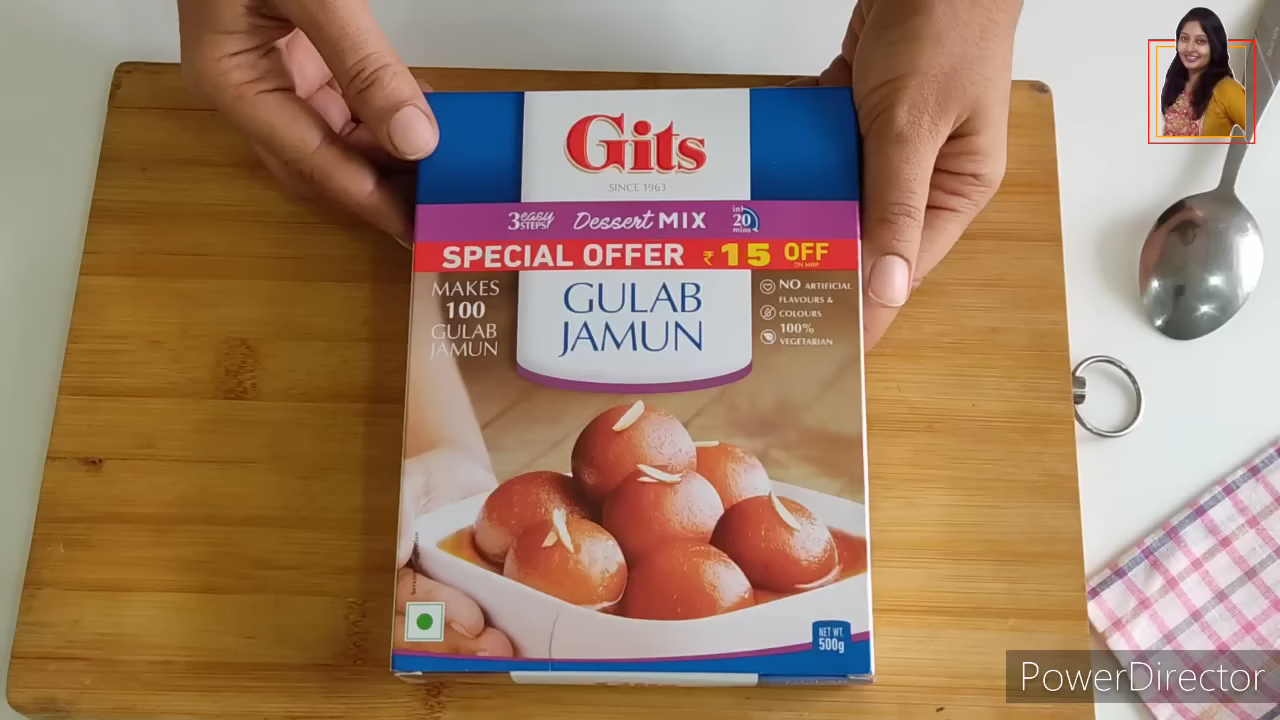 Gits
SINCE 1963
3 easy STEPS! Dessert MIX in 20 mins
SPECIAL OFFER ₹ 15 OFF
ON MRP
MAKES
100
GULAB
JAMUN
GULAB
JAMUN
NO ARTIFICIAL
FLAVOURS &
COLOURS
100%
VEGETARIAN
NET WT.
500g
PowerDirector